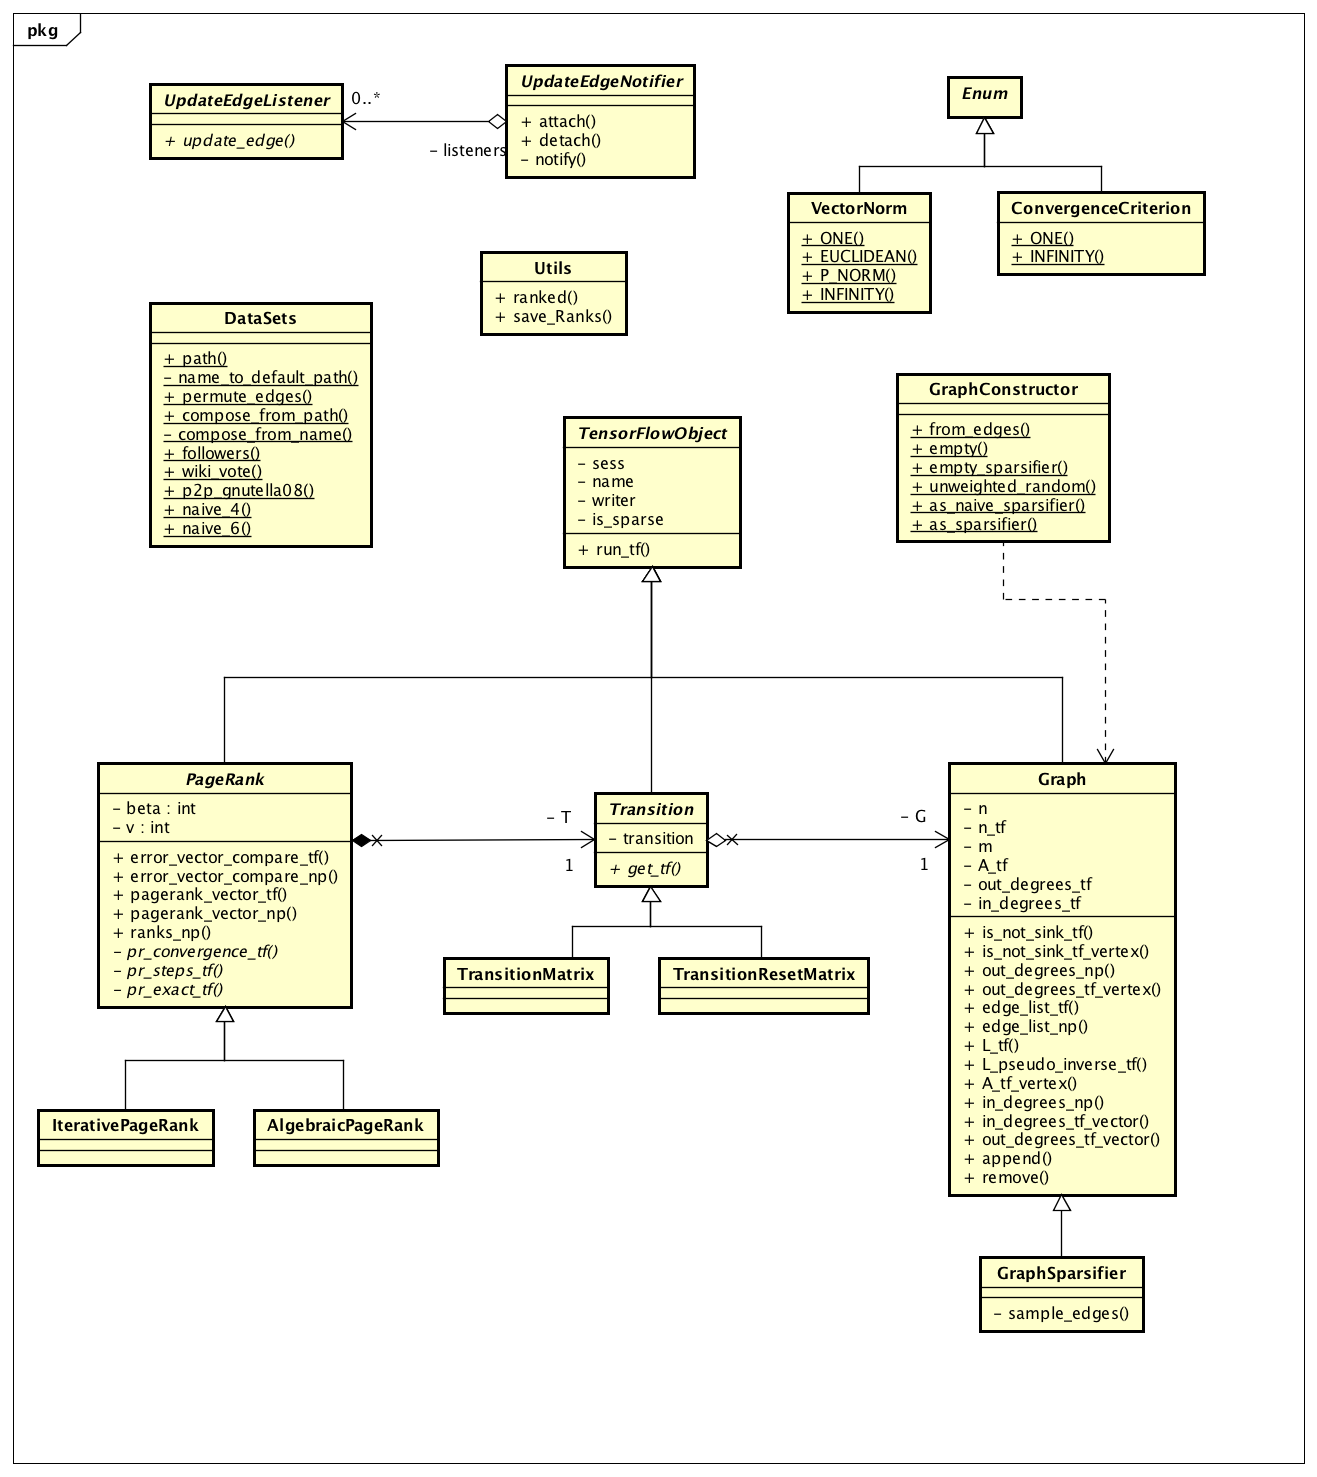 pkg
UpdateEdgeListener
+ update_edge()
0..*
– listeners
UpdateEdgeNotifier
+ attach()
+ detach()
– notify()
Enum
VectorNorm
+ ONE()
+ EUCLIDEAN()
+ P_NORM()
+ INFINITY()
ConvergenceCriterion
+ ONE()
+ INFINITY()
Utils
+ ranked()
+ save_Ranks()
DataSets
+ path()
– name_to_default_path()
+ permute_edges()
+ compose_from_path()
– compose_from_name()
+ followers()
+ wiki_vote()
+ p2p_gnutella08()
+ naive_4()
+ naive_6()
TensorFlowObject
– sess
– name
– writer
– is_sparse
+ run_tf()
GraphConstructor
+ from_edges()
+ empty()
+ empty_sparsifier()
+ unweighted_random()
+ as_naive_sparsifier()
+ as_sparsifier()
PageRank
– beta : int
– v : int
+ error_vector_compare_tf()
+ error_vector_compare_np()
+ pagerank_vector_tf()
+ pagerank_vector_np()
+ ranks_np()
– pr_convergence_tf()
– pr_steps_tf()
– pr_exact_tf()
– T
1
Transition
– transition
+ get_tf()
– G
1
Graph
– n
– n_tf
– m
– A_tf
– out_degrees_tf
– in_degrees_tf
+ is_not_sink_tf()
+ is_not_sink_tf_vertex()
+ out_degrees_np()
+ out_degrees_tf_vertex()
+ edge_list_tf()
+ edge_list_np()
+ L_tf()
+ L_pseudo_inverse_tf()
+ A_tf_vertex()
+ in_degrees_np()
+ in_degrees_tf_vector()
+ out_degrees_tf_vector()
+ append()
+ remove()
TransitionMatrix
TransitionResetMatrix
IterativePageRank
AlgebraicPageRank
GraphSparsifier
– sample_edges()